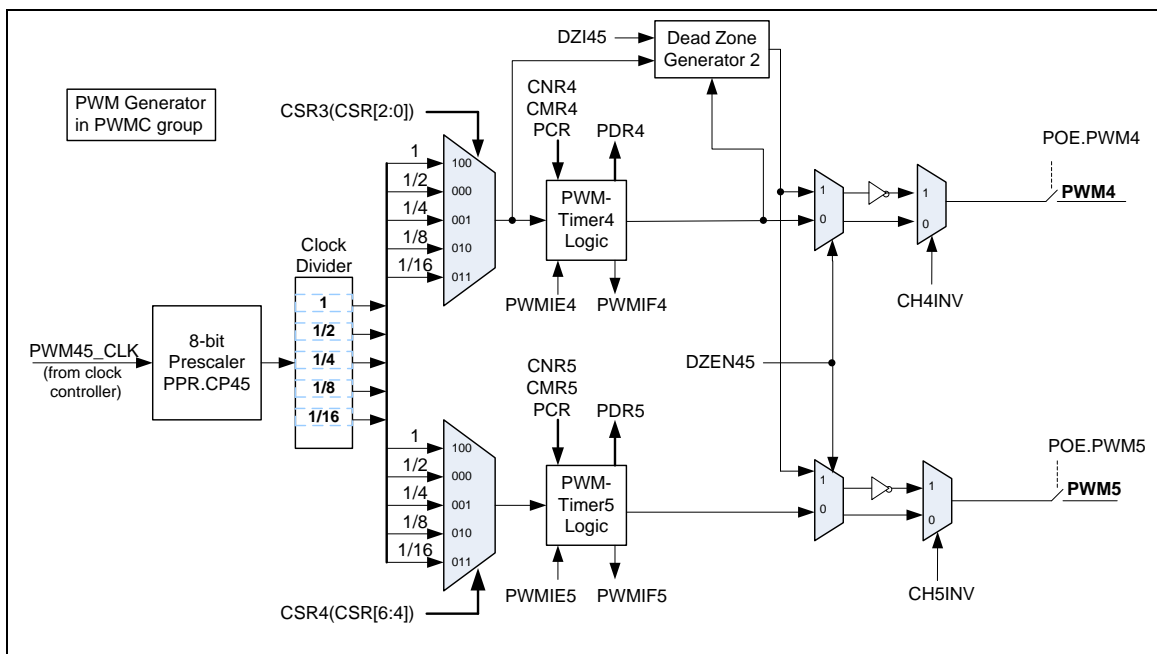 PWM Generator
in PWMC group
DZI45
Dead Zone
Generator 2
CSR3(CSR[2:0])
CNR4
CMR4
PCR
PDR4
1
1/2
1/4
1/8
1/16
100
000
001
010
011
PWM-
Timer4
Logic
PWMIE4
PWMIF4
1
0
1
0
POE.PWM4
PWM4
CH4INV
Clock
Divider
1
1/2
1/4
1/8
1/16
PWM45_CLK
(from clock
controller)
8-bit
Prescaler
PPR.CP45
DZEN45
CNR5
CMR5
PCR
PDR5
1
1/2
1/4
1/8
1/16
100
000
001
010
011
PWM-
Timer5
Logic
PWMIE5
PWMIF5
1
0
1
0
POE.PWM5
PWM5
CH5INV
CSR4(CSR[6:4])